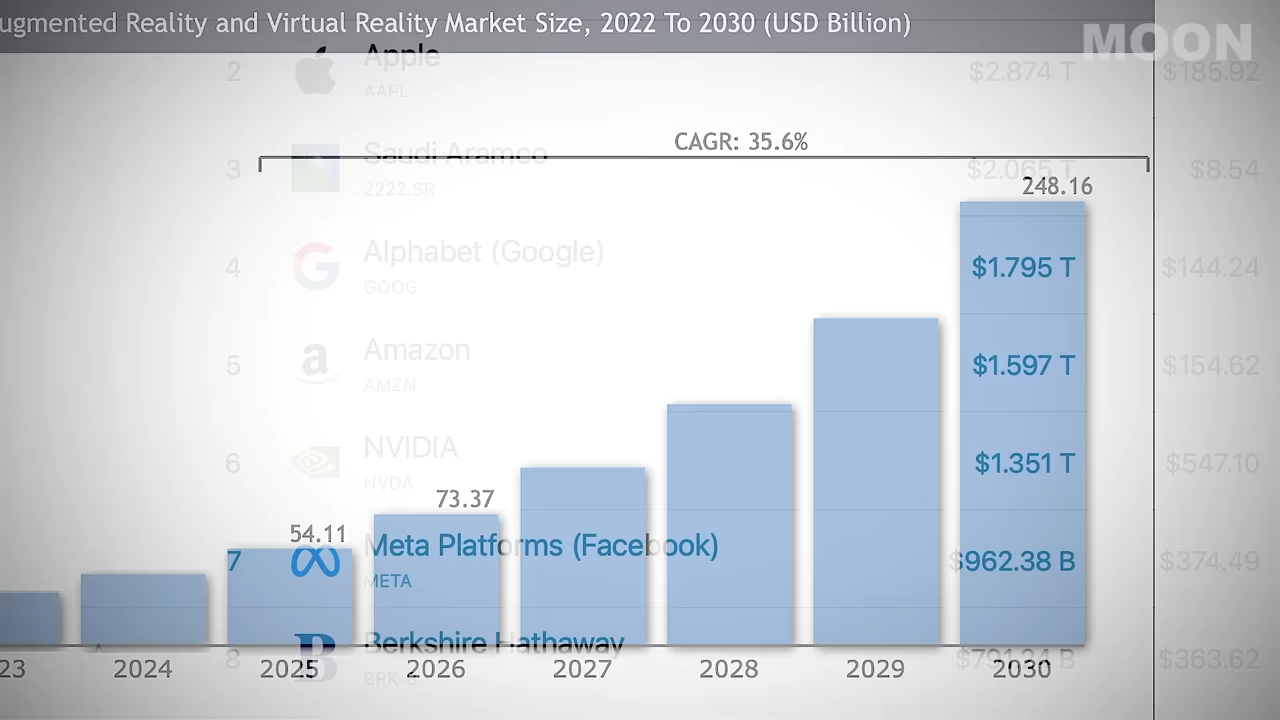 ugmented Reality and Virtual Reality Market Size, 2022 To 2030 (USD Billion)
MOON
2 Apple $2.874 T $185.92
AAPL
CAGR: 35.6%
3 Saudi Aramco $2.065 T $8.54
2222.SR
248.16
4 Alphabet (Google) $1.795 T $144.24
GOOG
5 Amazon $1.597 T $154.62
AMZN
6 NVIDIA $1.351 T $547.10
NVDA
73.37
54.11
7 Meta Platforms (Facebook) $962.38 B $374.49
META
8 Berkshire Hathaway $363.62
23 2024 2025 2026 2027 2028 2029 2030